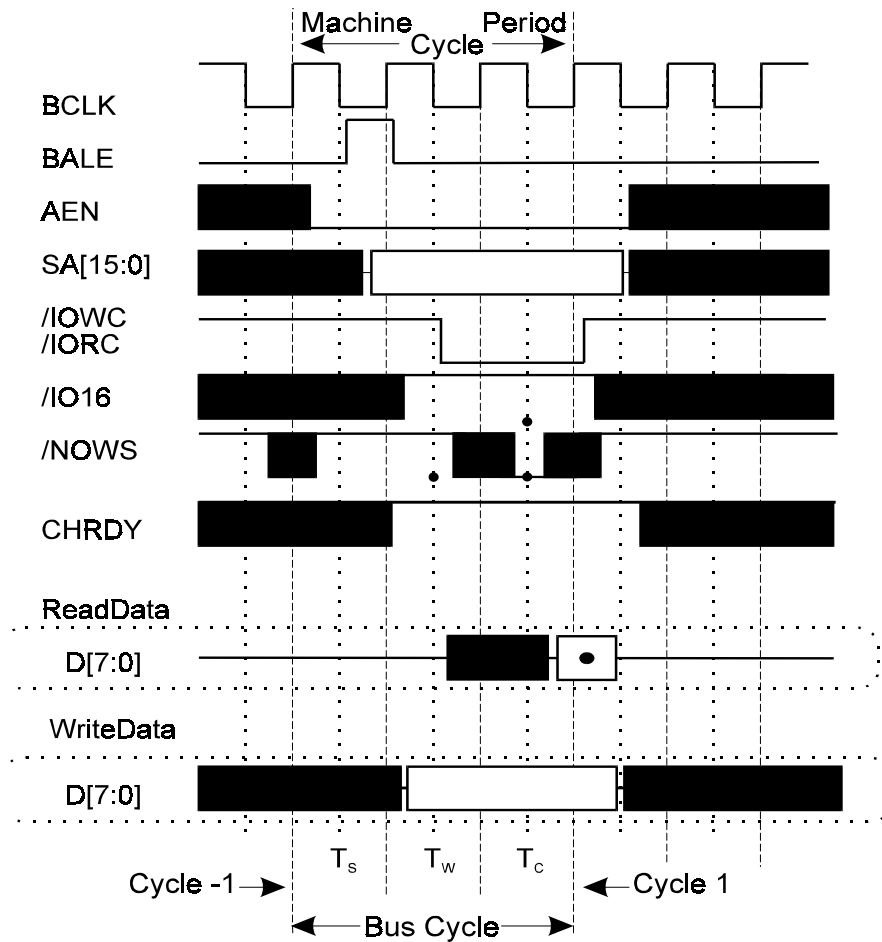 Machine Period
Cycle
BCLK
BALE
AEN
SA[15:0]
/IOWC
/IORC
/IO16
/NOWS
CHRDY
ReadData
D[7:0]
WriteData
D[7:0]
Ts Tw Tc
Cycle -1 Cycle 1
Bus Cycle